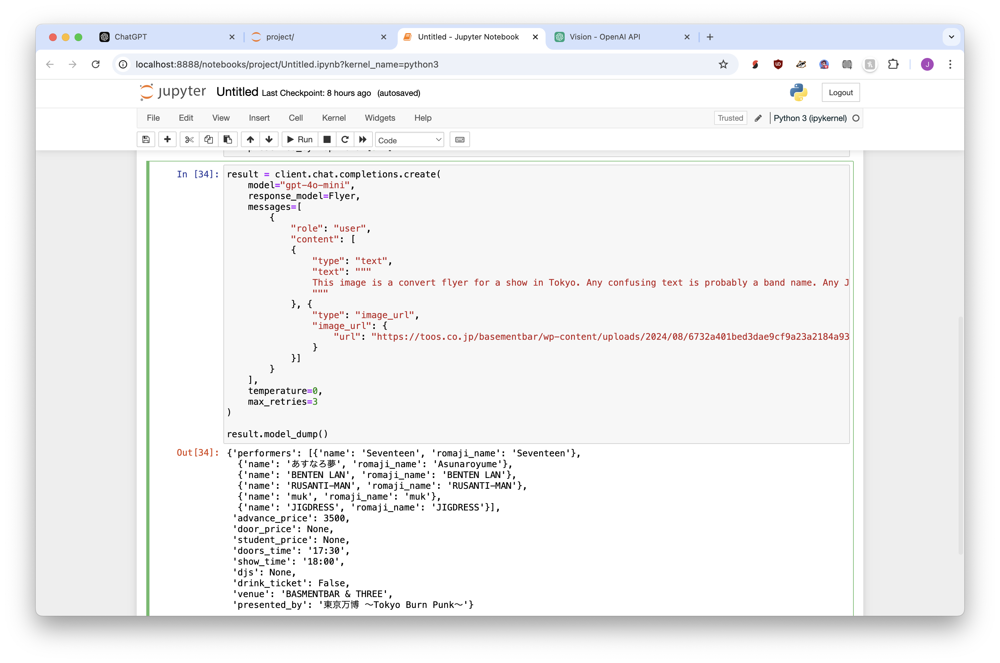 ChatGPT
project/
Untitled - Jupyter Notebook
Vision - OpenAI API
localhost:8888/notebooks/project/Untitled.ipynb?kernel_name=python3
J
jupyter Untitled Last Checkpoint: 8 hours ago (autosaved)
Logout
File Edit View Insert Cell Kernel Widgets Help
Trusted
Python 3 (ipykernel)
Run
Code
In [34]:
result = client.chat.completions.create(
    model="gpt-4o-mini",
    response_model=Flyer,
    messages=[
        {
            "role": "user",
            "content": [
            {
                "type": "text",
                "text": """
                This image is a convert flyer for a show in Tokyo. Any confusing text is probably a band name. Any J
                """
            }, {
                "type": "image_url",
                "image_url": {
                    "url": "https://toos.co.jp/basementbar/wp-content/uploads/2024/08/6732a401bed3dae9cf9a23a2184a93
                }
            }]
        }
    ],
    temperature=0,
    max_retries=3
)
result.model_dump()
Out[34]:
{'performers': [{'name': 'Seventeen', 'romaji_name': 'Seventeen'},
  {'name': 'あすなろ夢', 'romaji_name': 'Asunaroyume'},
  {'name': 'BENTEN LAN', 'romaji_name': 'BENTEN LAN'},
  {'name': 'RUSANTI-MAN', 'romaji_name': 'RUSANTI-MAN'},
  {'name': 'muk', 'romaji_name': 'muk'},
  {'name': 'JIGDRESS', 'romaji_name': 'JIGDRESS'}],
 'advance_price': 3500,
 'door_price': None,
 'student_price': None,
 'doors_time': '17:30',
 'show_time': '18:00',
 'djs': None,
 'drink_ticket': False,
 'venue': 'BASMENTBAR & THREE',
 'presented_by': '東京万博 〜Tokyo Burn Punk〜'}